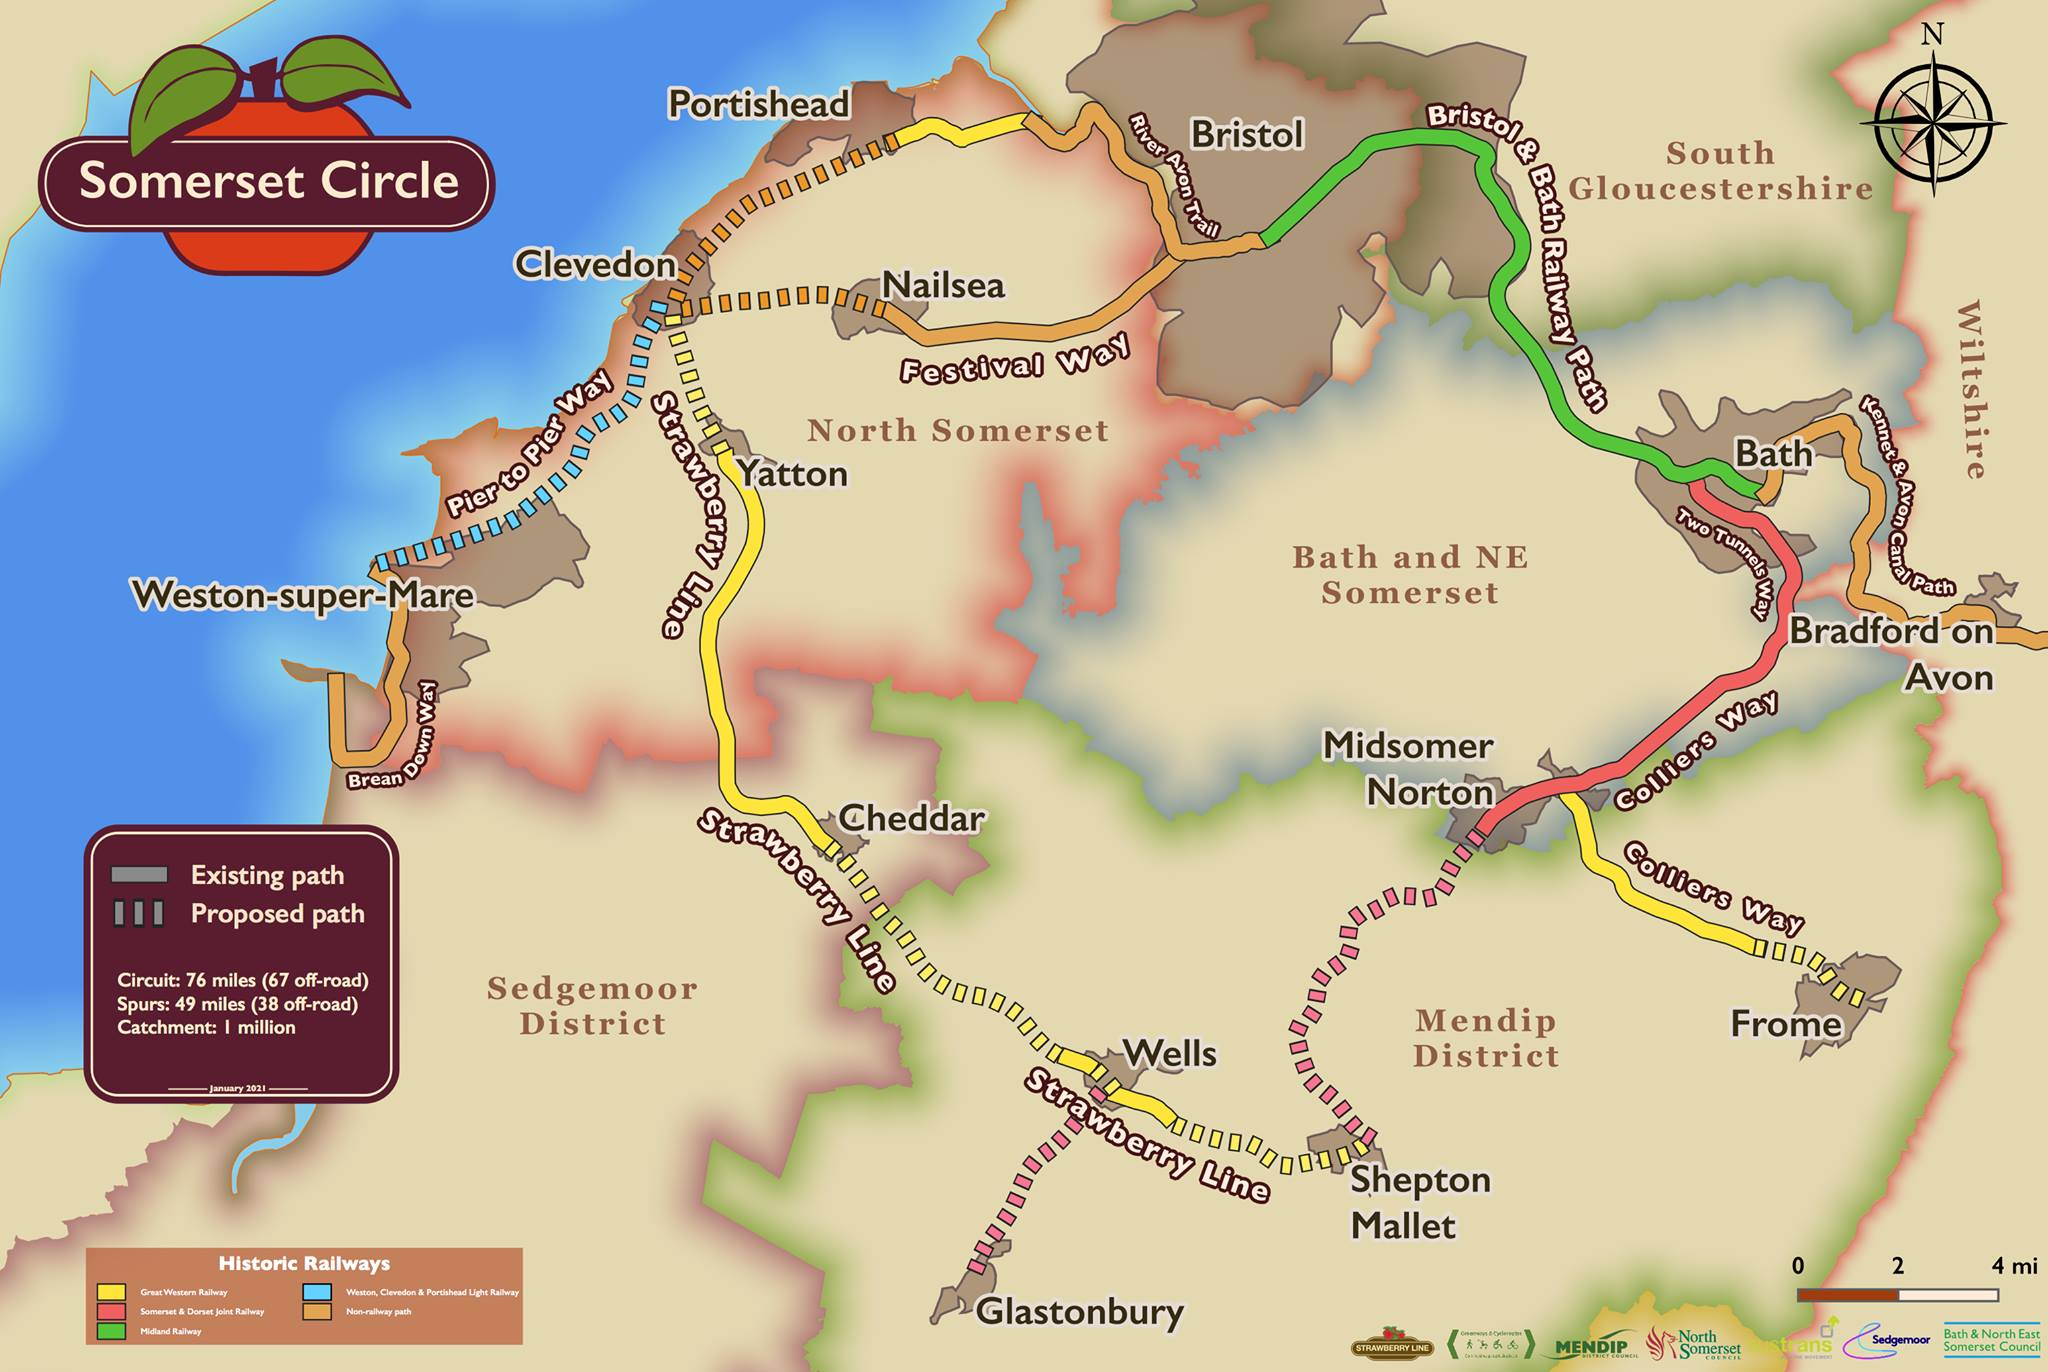 N
Somerset Circle
Portishead
Bristol
River Avon Trail
Bristol & Bath Railway Path
South
Gloucestershire
Clevedon
Nailsea
Festival Way
Wiltshire
Pier to Pier Way
Strawberry Line
North Somerset
Yatton
Bath
Kennet & Avon Canal Path
Two Tunnels Way
Bath and NE
Somerset
Weston-super-Mare
Brean Down Way
Bradford on
Avon
Midsomer
Norton
Colliers Way
Colliers Way
Cheddar
Strawberry Line
Existing path
Proposed path
Circuit: 76 miles (67 off-road)
Spurs: 49 miles (38 off-road)
Catchment: 1 million
January 2021
Sedgemoor
District
Mendip
District
Frome
Wells
Strawberry Line
Shepton
Mallet
Glastonbury
Historic Railways
Great Western Railway
Weston, Clevedon & Portishead Light Railway
Somerset & Dorset Joint Railway
Non-railway path
Midland Railway
0 2 4 mi
STRAWBERRY LINE
Greenways & Cycleroutes
MENDIP
DISTRICT COUNCIL
North
Somerset
COUNCIL
Sedgemoor
Bath & North East
Somerset Council